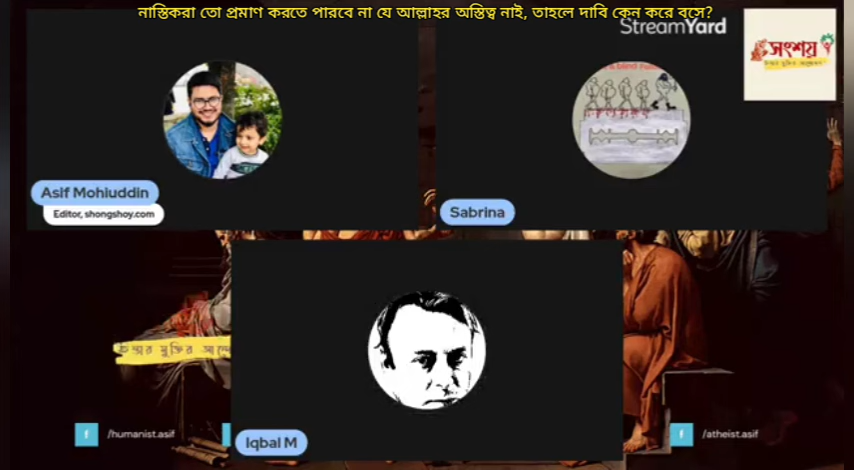 নাস্তিকরা তো প্রমাণ করতে পারবে না যে আল্লাহর অস্তিত্ব নাই, তাহলে দাবি কেন করে বসে?
StreamYard
সংশয়
Asif Mohiuddin
Editor, shongshoy.com
Sabrina
Iqbal M
/humanist.asif
/atheist.asif